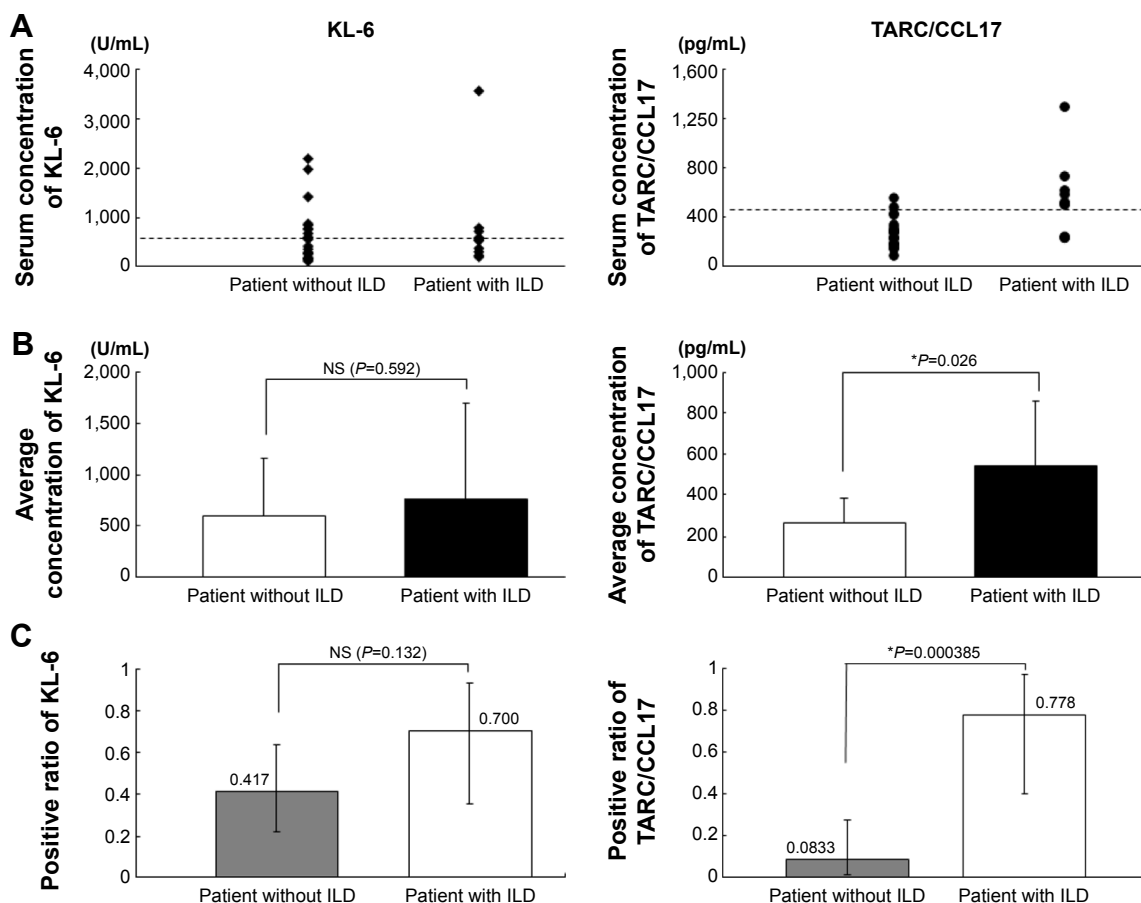 A
KL-6
(U/mL)
Serum concentration
of KL-6
4,000
3,000
2,000
1,000
0
Patient without ILD
Patient with ILD
TARC/CCL17
(pg/mL)
Serum concentration
of TARC/CCL17
1,600
1,250
800
400
0
Patient without ILD
Patient with ILD
B
(U/mL)
Average
concentration of KL-6
2,000
1,500
1,000
500
0
NS (P=0.592)
Patient without ILD
Patient with ILD
(pg/mL)
Average concentration
of TARC/CCL17
1,000
800
600
400
200
0
*P=0.026
Patient without ILD
Patient with ILD
C
Positive ratio of KL-6
1
0.8
0.6
0.4
0.2
0
NS (P=0.132)
0.417
0.700
Patient without ILD
Patient with ILD
Positive ratio of
TARC/CCL17
1
0.8
0.6
0.4
0.2
0
*P=0.000385
0.0833
0.778
Patient without ILD
Patient with ILD